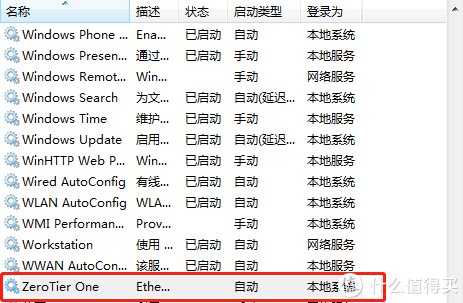 名称 描述 状态 启动类型 登录为
Windows Phone ... Ena... 已启动 自动 本地系统
Windows Presen... 通过... 已启动 手动 本地服务
Windows Remot... Win... 手动 网络服务
Windows Search 为文... 已启动 自动(延迟... 本地系统
Windows Time 维护... 已启动 手动 本地服务
Windows Update 启用... 已启动 自动(延迟... 本地系统
WinHTTP Web P... Win... 已启动 手动 本地服务
Wired AutoConfig 有线... 已启动 手动 本地系统
WLAN AutoConfig WLA... 已启动 自动 本地系统
WMI Performan... Prov... 手动 本地系统
Workstation 使用 ... 已启动 自动 网络服务
WWAN AutoCon... 该服... 已启动 自动 本地服务
ZeroTier One Ethe... 自动 本地系统
值 什么值得买